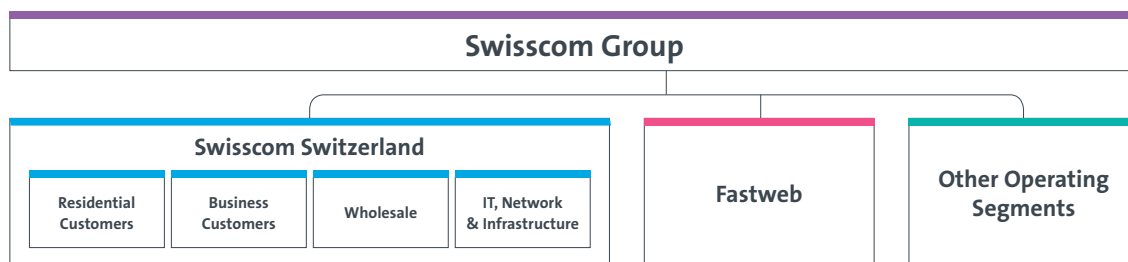 Swisscom Group
Swisscom Switzerland
Residential
Customers
Business
Customers
Wholesale
IT, Network
& Infrastructure
Fastweb
Other Operating
Segments